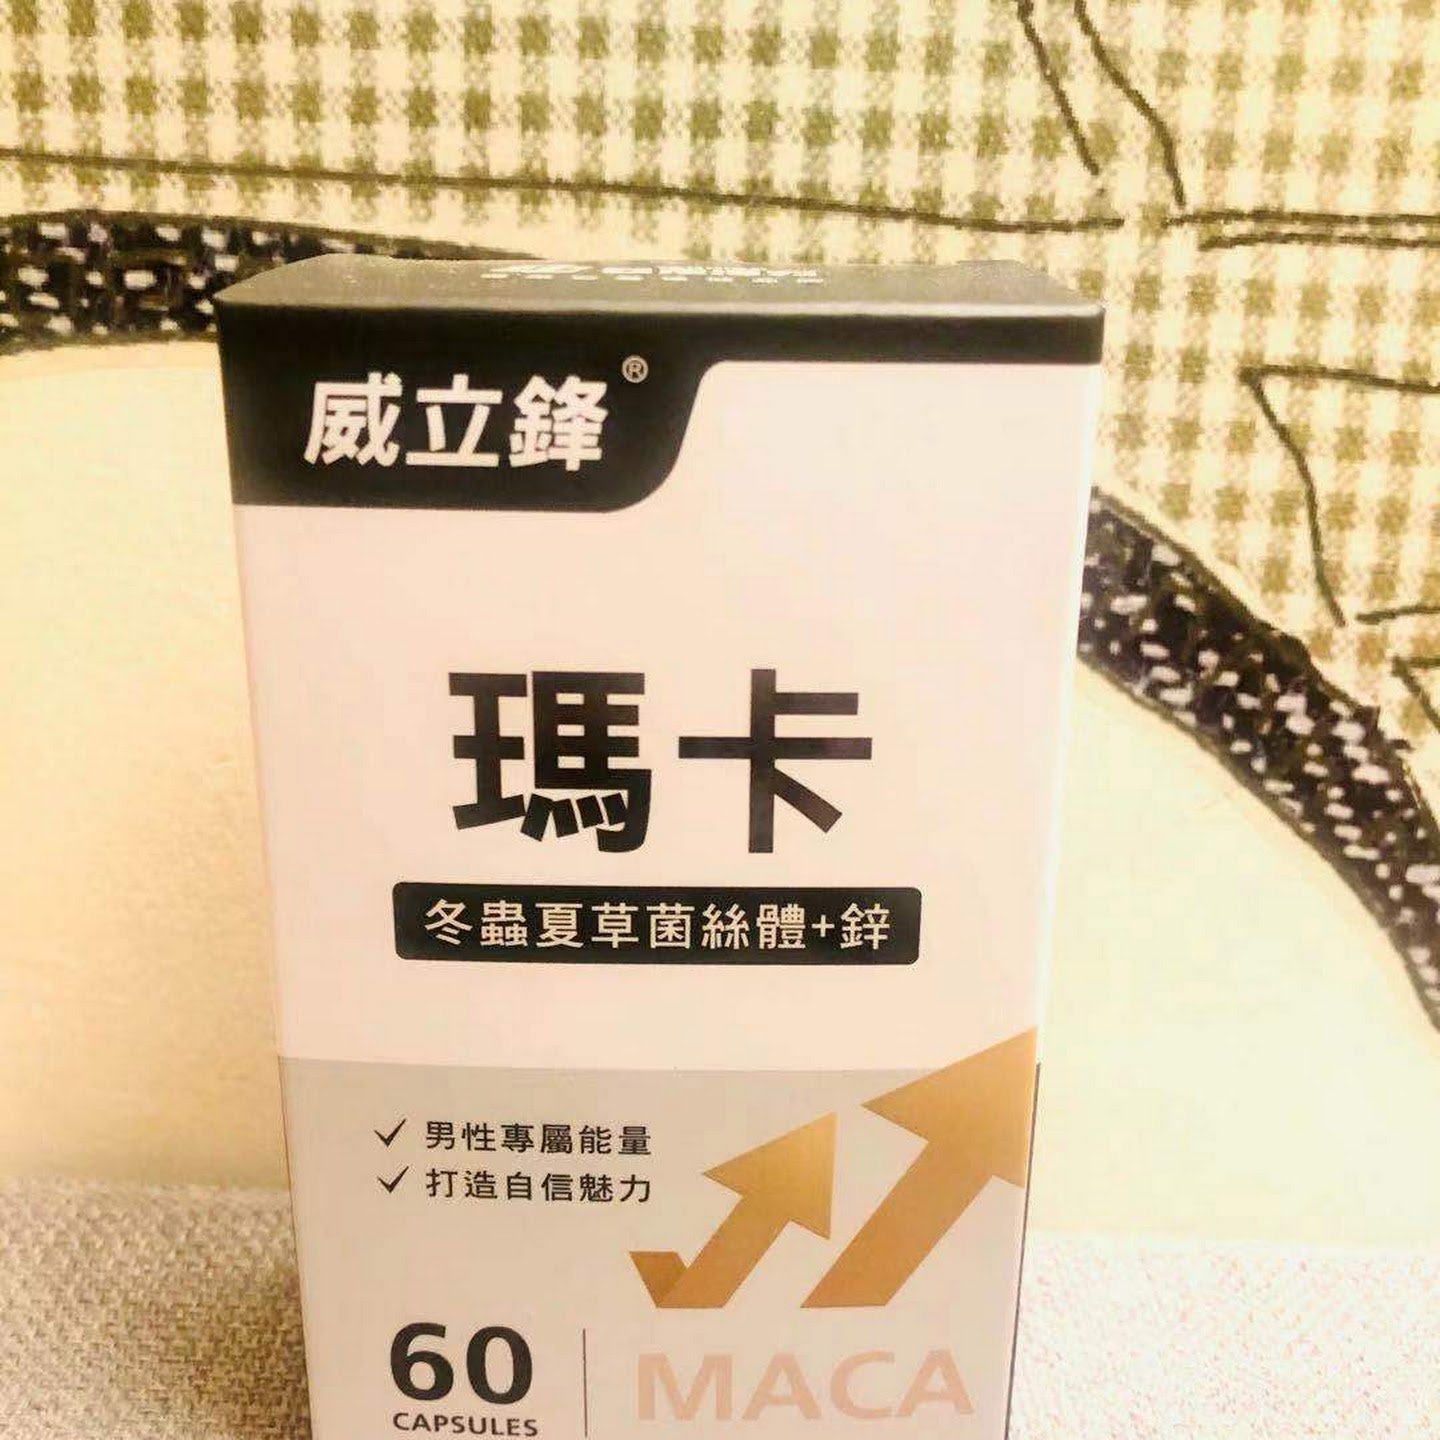 威立鋒®
瑪卡
冬蟲夏草菌絲體+鋅
✓ 男性專屬能量
✓ 打造自信魅力
60
CAPSULES
MACA